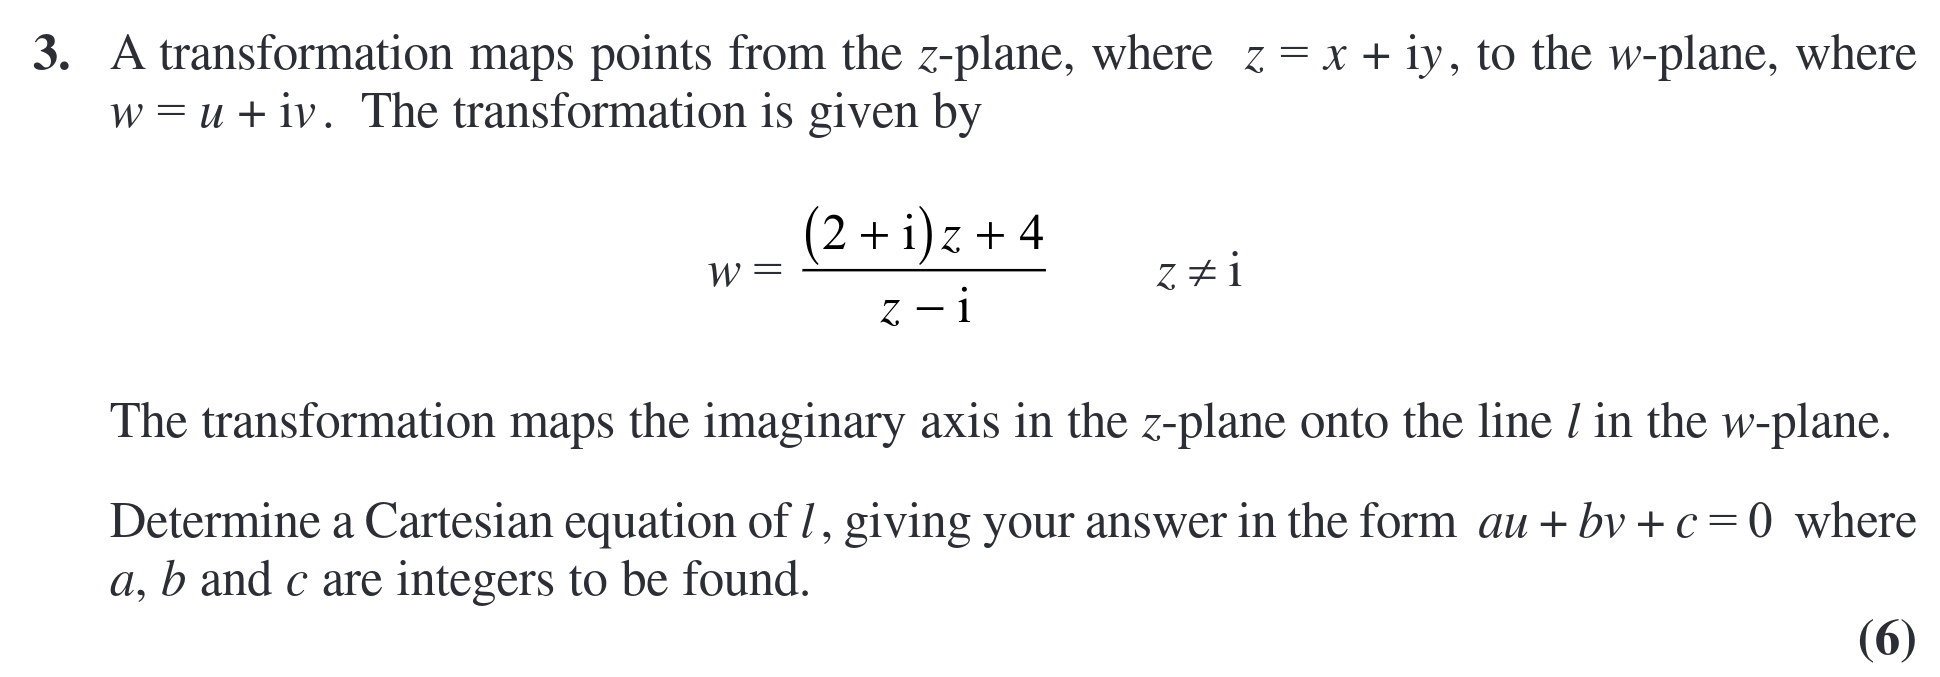 3. A transformation maps points from the z-plane, where z = x + iy, to the w-plane, where
w = u + iv. The transformation is given by
w = \frac{(2 + i)z + 4}{z − i} z ≠ i
The transformation maps the imaginary axis in the z-plane onto the line l in the w-plane.
Determine a Cartesian equation of l, giving your answer in the form au + bv + c = 0 where
a, b and c are integers to be found.
(6)